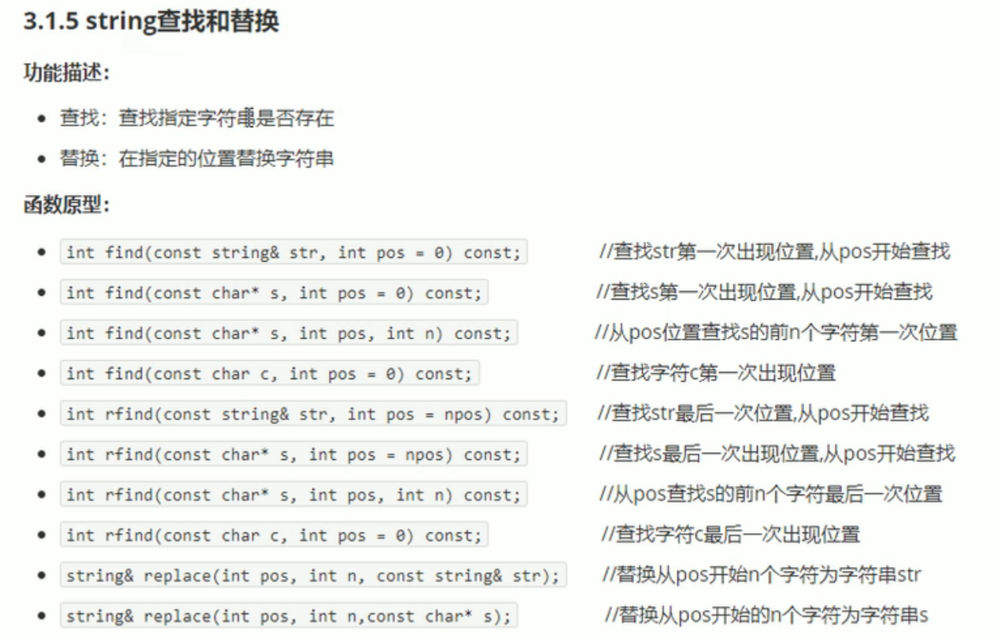 3.1.5 string查找和替换
功能描述：
• 查找：查找指定字符串是否存在
• 替换：在指定的位置替换字符串
函数原型：
• int find(const string& str, int pos = 0) const; //查找str第一次出现位置,从pos开始查找
• int find(const char* s, int pos = 0) const; //查找s第一次出现位置,从pos开始查找
• int find(const char* s, int pos, int n) const; //从pos位置查找s的前n个字符第一次位置
• int find(const char c, int pos = 0) const; //查找字符c第一次出现位置
• int rfind(const string& str, int pos = npos) const; //查找str最后一次位置,从pos开始查找
• int rfind(const char* s, int pos = npos) const; //查找s最后一次出现位置,从pos开始查找
• int rfind(const char* s, int pos, int n) const; //从pos查找s的前n个字符最后一次位置
• int rfind(const char c, int pos = 0) const; //查找字符c最后一次出现位置
• string& replace(int pos, int n, const string& str); //替换从pos开始n个字符为字符串str
• string& replace(int pos, int n,const char* s); //替换从pos开始的n个字符为字符串s